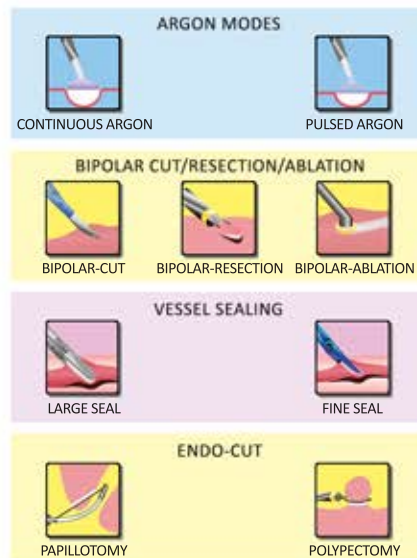 ARGON MODES
CONTINUOUS ARGON
PULSED ARGON
BIPOLAR CUT/RESECTION/ABLATION
BIPOLAR-CUT
BIPOLAR-RESECTION
BIPOLAR-ABLATION
VESSEL SEALING
LARGE SEAL
FINE SEAL
ENDO-CUT
PAPILLOTOMY
POLYPECTOMY